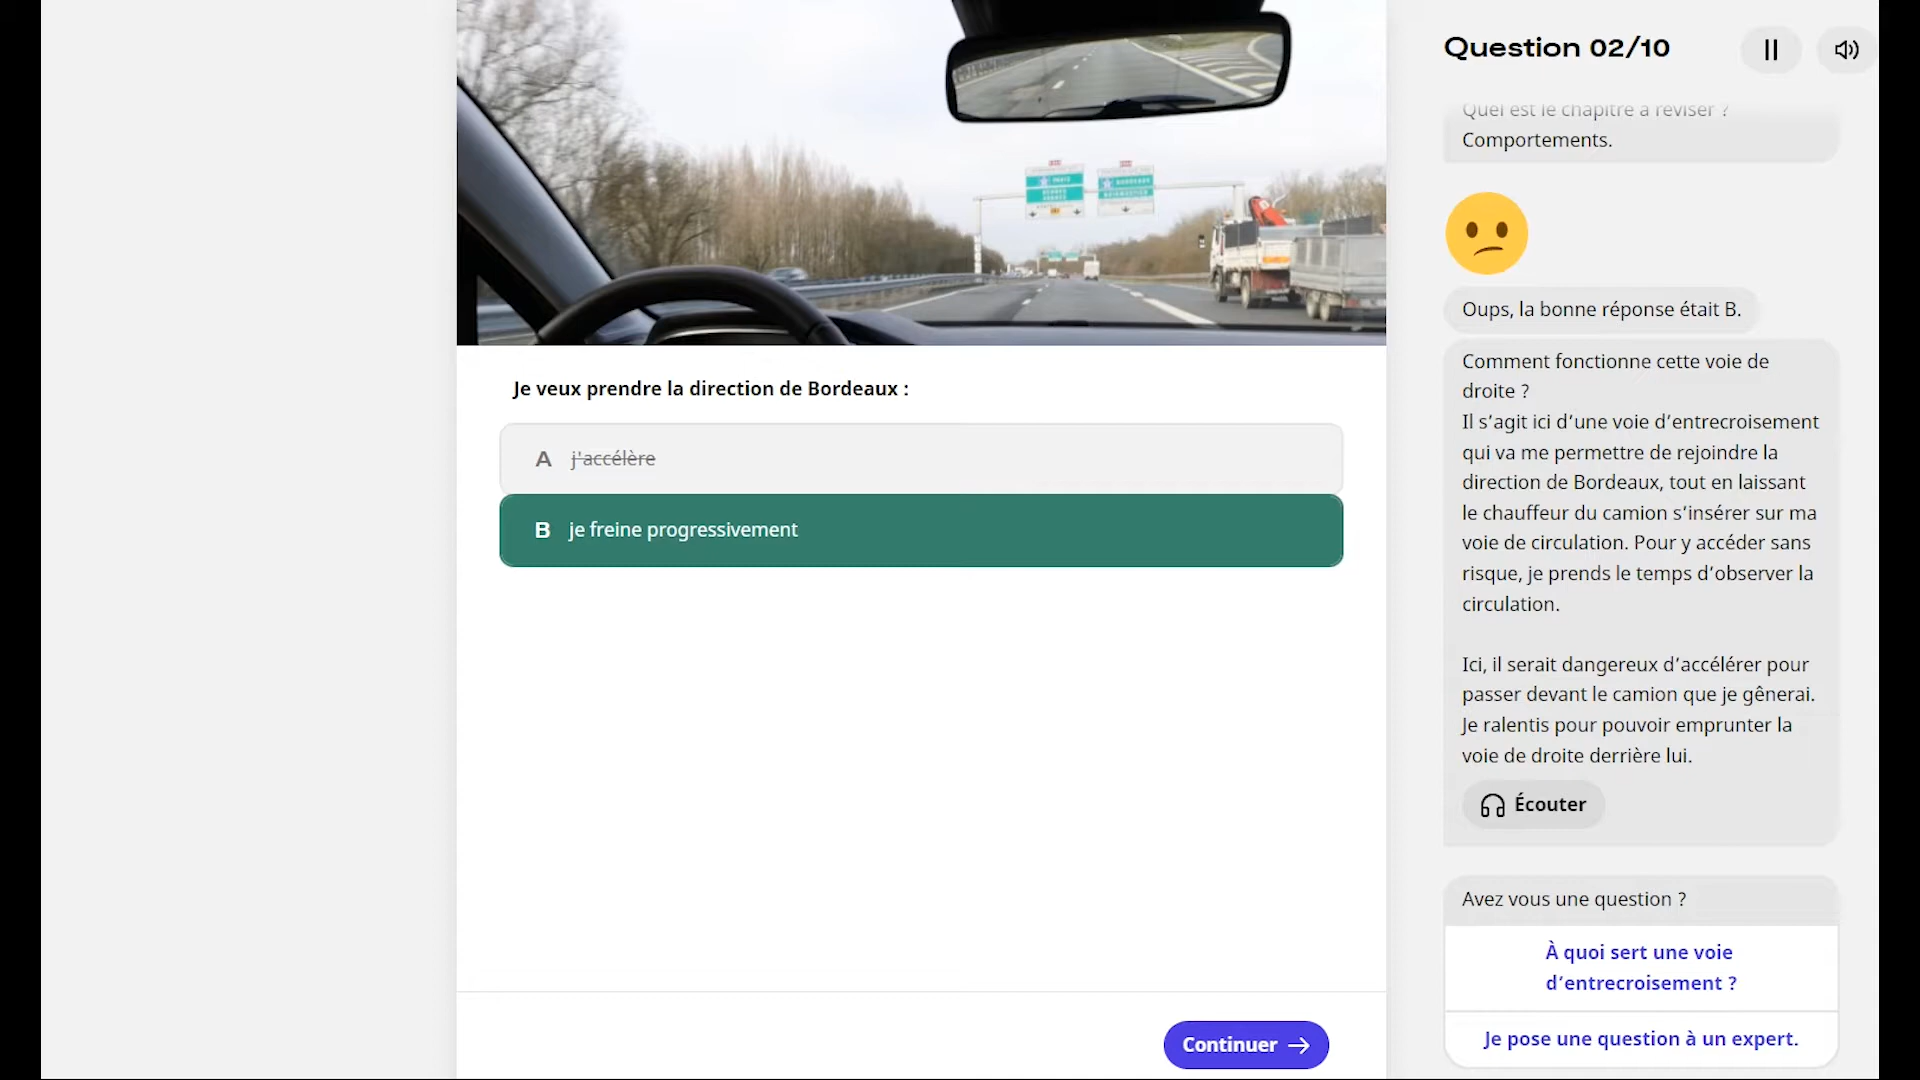 PARIS
BORDEAUX
Je veux prendre la direction de Bordeaux :
A j'accélère
B je freine progressivement
Continuer
Question 02/10
Quel est le chapitre à réviser ?
Comportements.
Oups, la bonne réponse était B.
Comment fonctionne cette voie de
droite ?
Il s’agit ici d’une voie d’entrecroisement
qui va me permettre de rejoindre la
direction de Bordeaux, tout en laissant
le chauffeur du camion s’insérer sur ma
voie de circulation. Pour y accéder sans
risque, je prends le temps d’observer la
circulation.
Ici, il serait dangereux d’accélérer pour
passer devant le camion que je gênerai.
Je ralentis pour pouvoir emprunter la
voie de droite derrière lui.
Écouter
Avez vous une question ?
À quoi sert une voie
d’entrecroisement ?
Je pose une question à un expert.